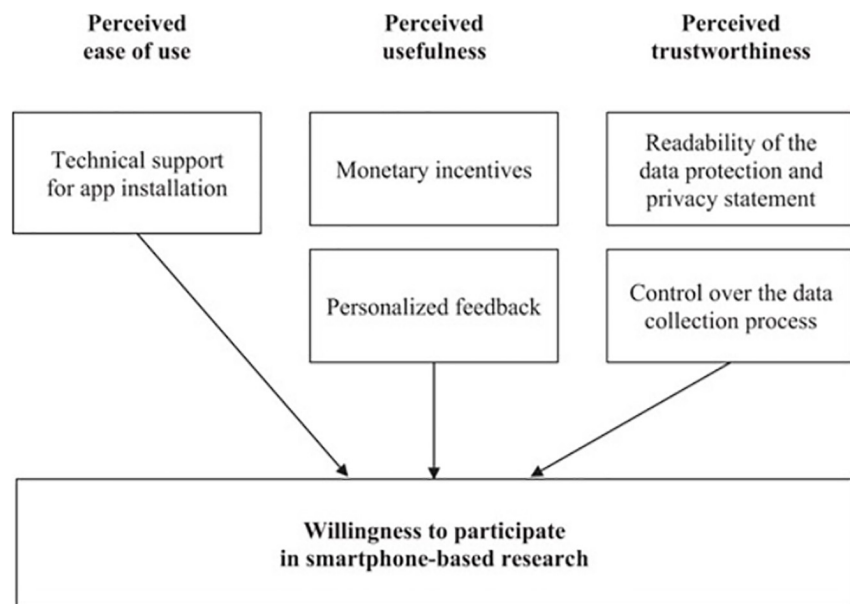 Perceived
ease of use
Perceived
usefulness
Perceived
trustworthiness
Technical support
for app installation
Monetary incentives
Readability of the
data protection and
privacy statement
Personalized feedback
Control over the data
collection process
Willingness to participate
in smartphone-based research